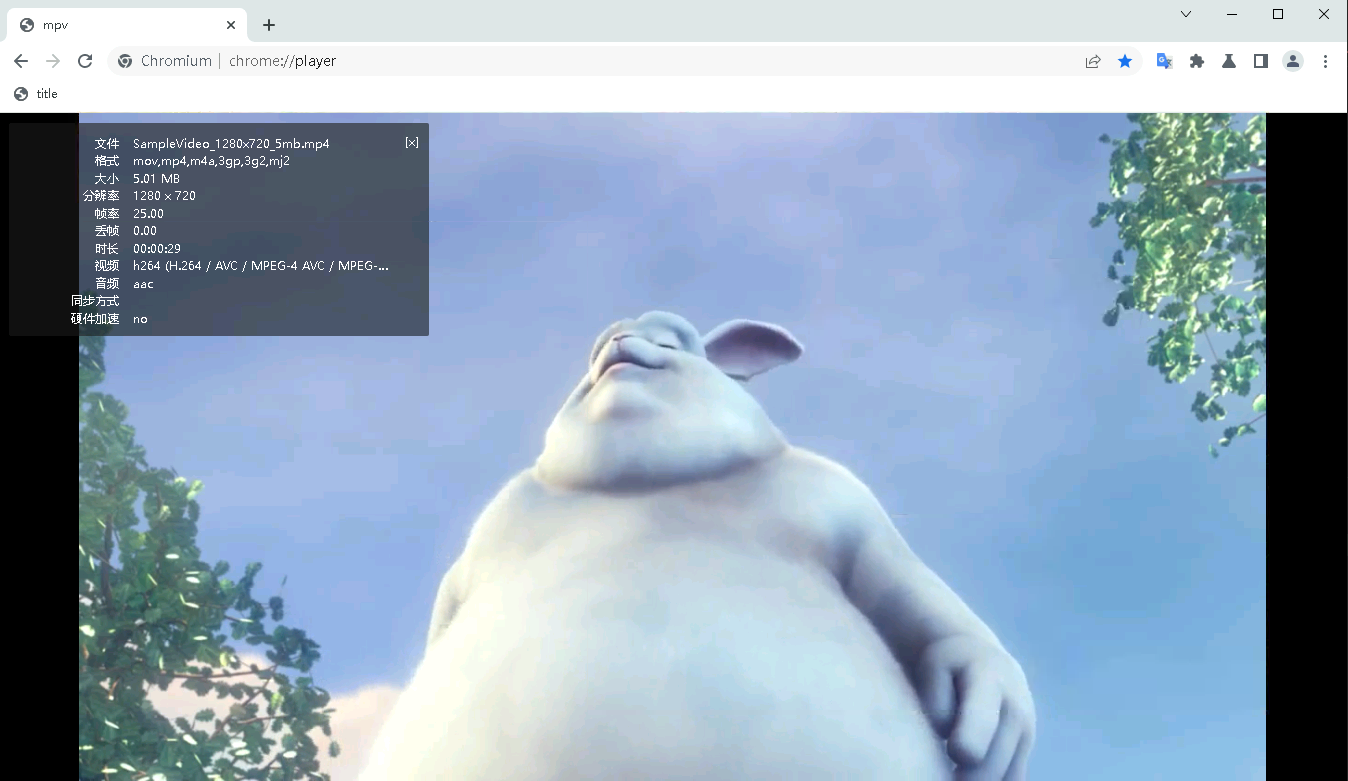 mpv
Chromium | chrome://player
title
文件 SampleVideo_1280x720_5mb.mp4 [×]
格式 mov,mp4,m4a,3gp,3g2,mj2
大小 5.01 MB
分辨率 1280 × 720
帧率 25.00
丢帧 0.00
时长 00:00:29
视频 h264 (H.264 / AVC / MPEG-4 AVC / MPEG-...
音频 aac
同步方式
硬件加速 no